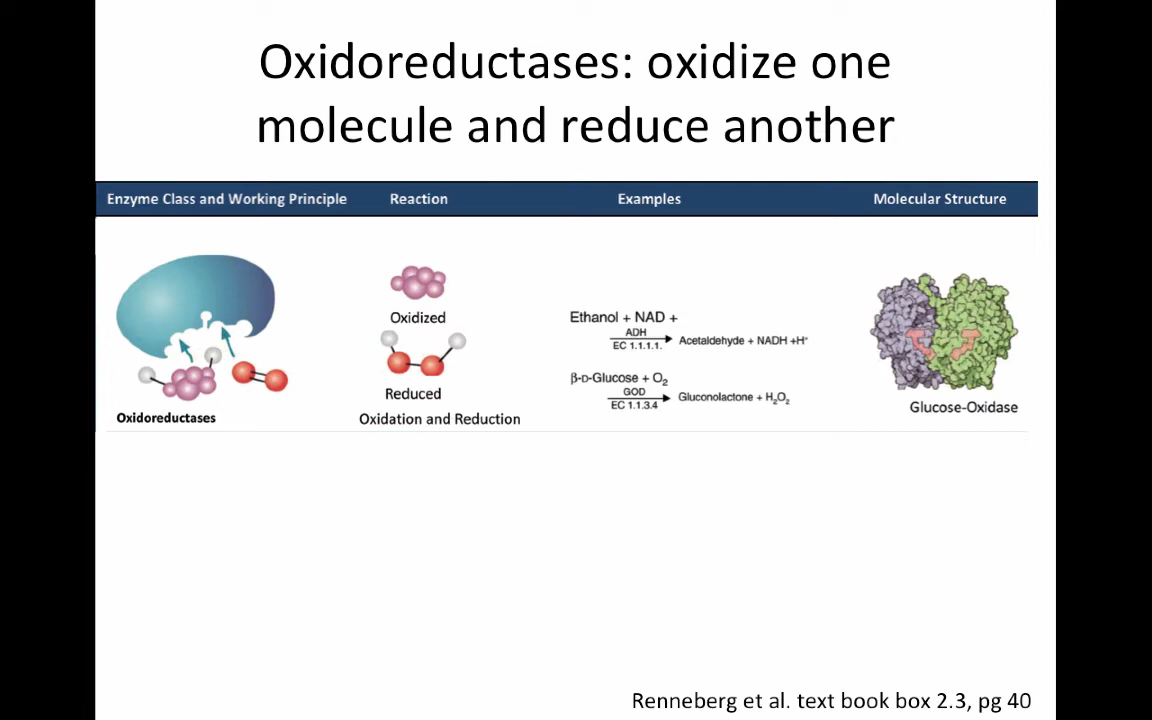 Oxidoreductases: oxidize one
molecule and reduce another
Enzyme Class and Working Principle
Reaction
Examples
Molecular Structure
Oxidoreductases
Oxidized
Reduced
Oxidation and Reduction
Ethanol + NAD +
ADH
EC 1.1.1.1.
Acetaldehyde + NADH +H⁺
β-D-Glucose + O₂
GOD
EC 1.1.3.4
Gluconolactone + H₂O₂
Glucose-Oxidase
Renneberg et al. text book box 2.3, pg 40